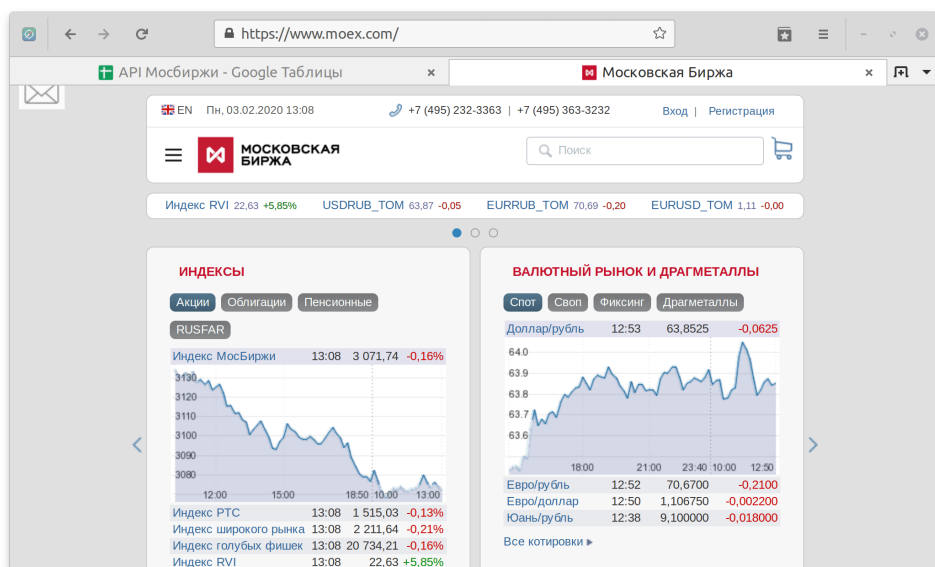 https://www.moex.com/
API Мосбиржи - Google Таблицы
Московская Биржа
EN Пн, 03.02.2020 13:08 +7 (495) 232-3363 | +7 (495) 363-3232 Вход | Регистрация
МОСКОВСКАЯ
БИРЖА
Поиск
Индекс RVI 22,63 +5,85% USDRUB_TOM 63,87 -0,05 EURRUB_TOM 70,69 -0,20 EURUSD_TOM 1,11 -0,00
ИНДЕКСЫ
Акции Облигации Пенсионные
RUSFAR
Индекс МосБиржи 13:08 3 071,74 -0,16%
3130
3120
3110
3100
3090
3080
12:00 15:00 18:50 10:00 13:00
Индекс РТС 13:08 1 515,03 -0,13%
Индекс широкого рынка 13:08 2 211,64 -0,21%
Индекс голубых фишек 13:08 20 734,21 -0,16%
Индекс RVI 13:08 22,63 +5,85%
ВАЛЮТНЫЙ РЫНОК И ДРАГМЕТАЛЛЫ
Спот Своп Фиксинг Драгметаллы
Доллар/рубль 12:53 63,8525 -0,0625
64.0
63.9
63.8
63.7
63.6
18:00 21:00 23:40 10:00 12:50
Евро/рубль 12:52 70,6700 -0,2100
Евро/доллар 12:50 1,106750 -0,002200
Юань/рубль 12:38 9,100000 -0,018000
Все котировки